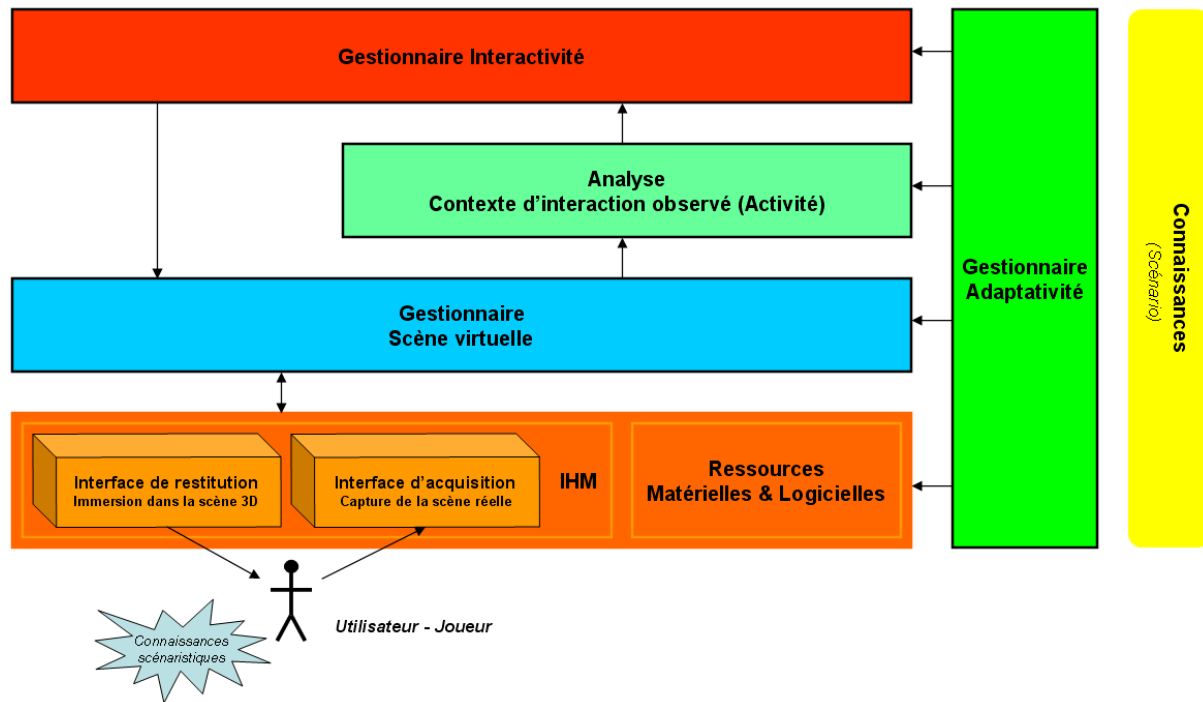 Gestionnaire Interactivité
Analyse
Contexte d'interaction observé (Activité)
Gestionnaire
Scène virtuelle
Interface de restitution
Immersion dans la scène 3D
Interface d'acquisition
Capture de la scène réelle
IHM
Ressources
Matérielles & Logicielles
Gestionnaire
Adaptativité
Connaissances
(Scénario)
Utilisateur - Joueur
Connaissances
scénaristiques